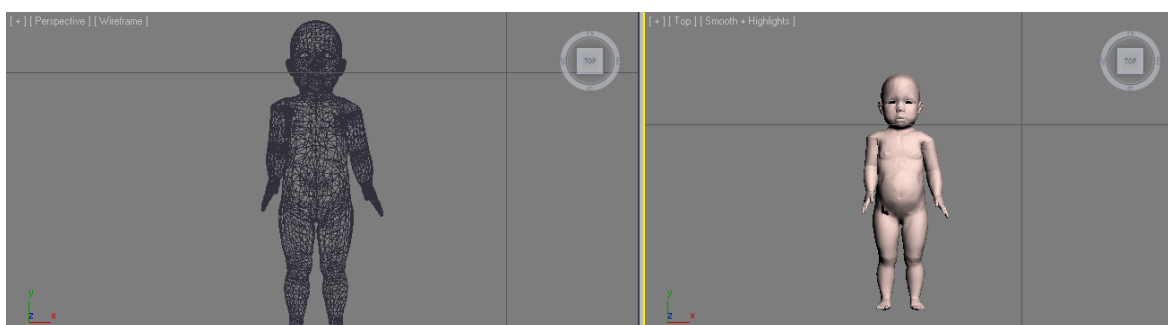 [ + ] [ Perspective ] [ Wireframe ]
TOP
y
z x
[ + ] [ Top ] [ Smooth + Highlights ]
TOP
y
z x